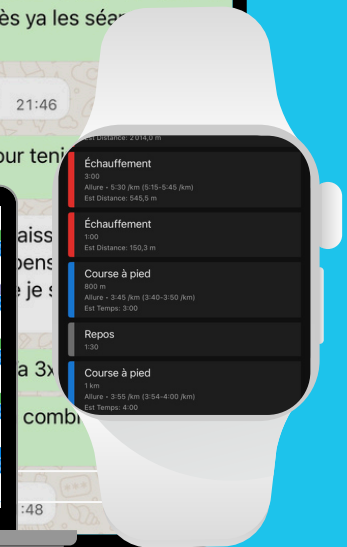 ès ya les séa
21:46
our teni
Est Distance: 2 014,0 m
Échauffement
3:00
Allure • 5:30 /km (5:15-5:45 /km)
Est Distance: 545,5 m
Échauffement
1:00
Est Distance: 150,3 m
Course à pied
800 m
Allure • 3:45 /km (3:40-3:50 /km)
Est Temps: 3:00
Repos
1:30
Course à pied
1 km
Allure • 3:55 /km (3:54-4:00 /km)
Est Temps: 4:00
aiss
pens
je s
a 3x
combi
:48